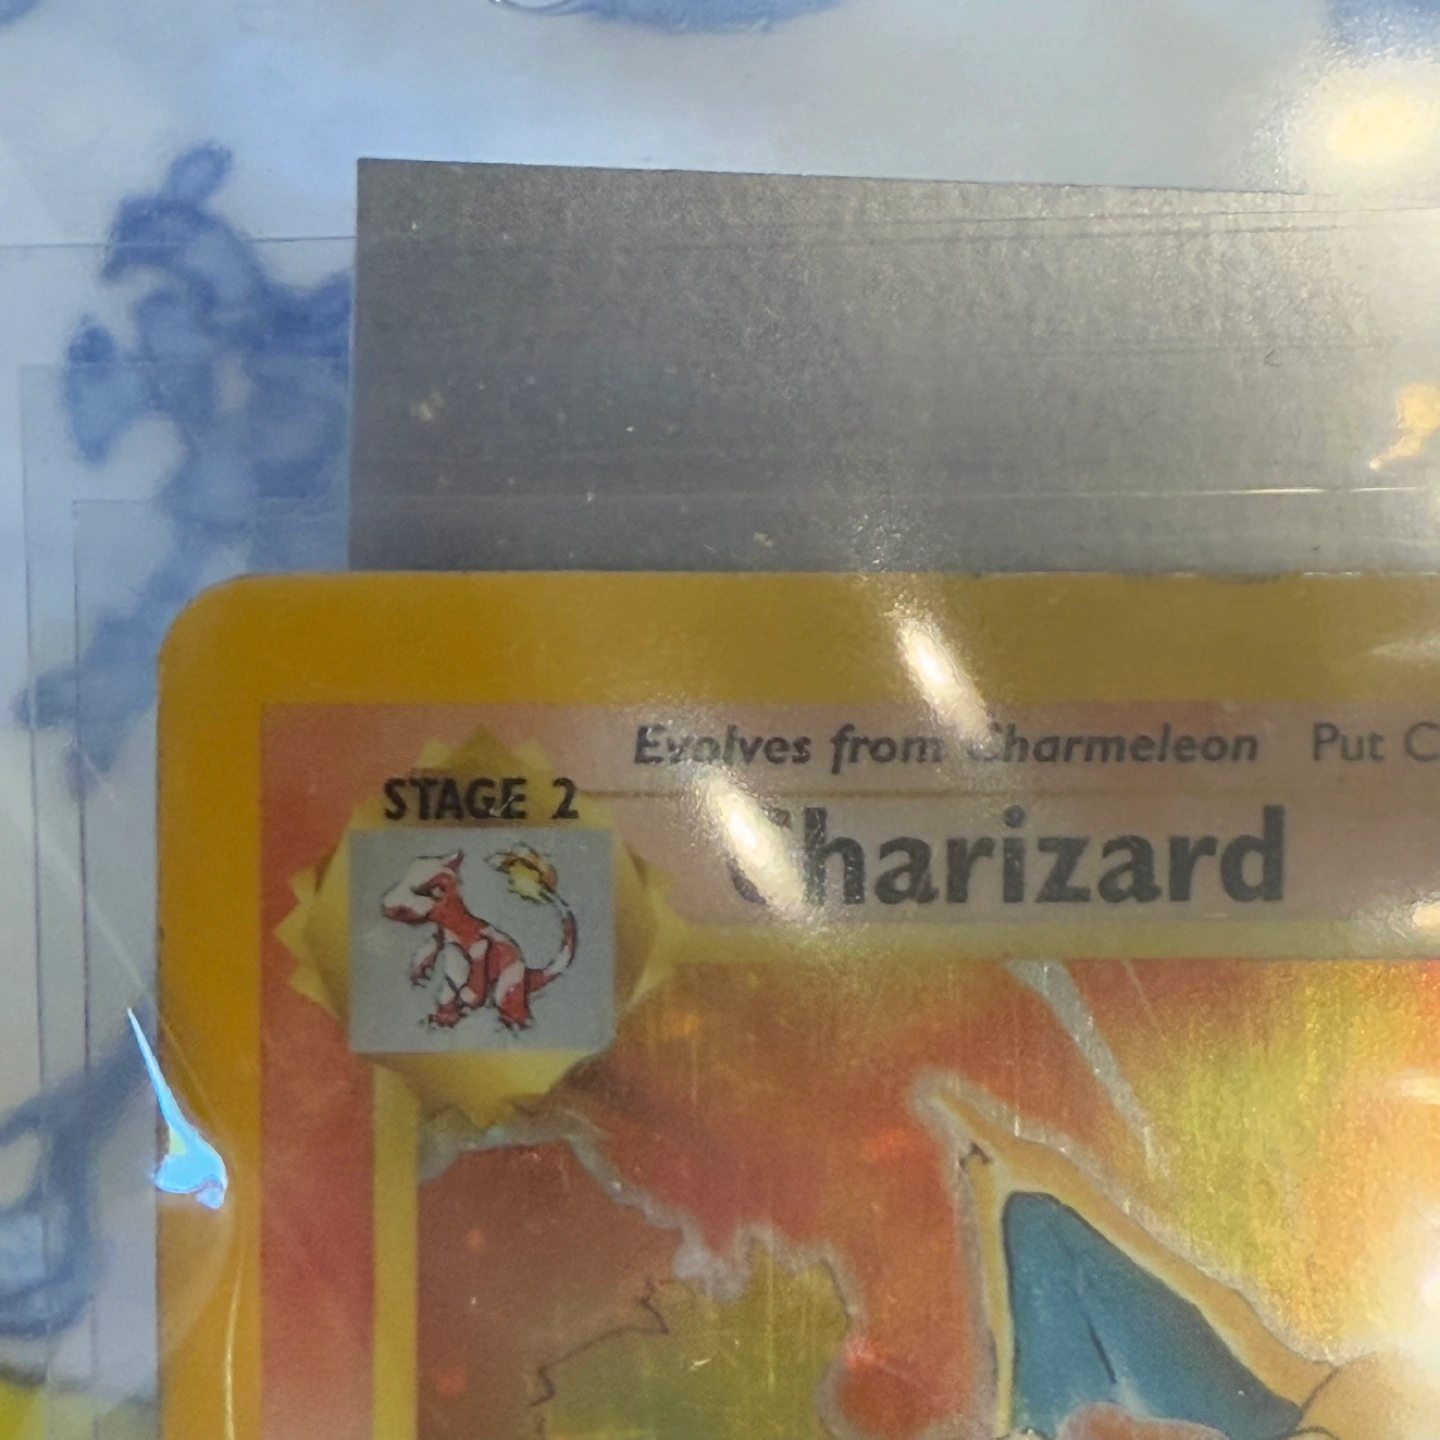 Evolves from Charmeleon Put
STAGE 2
Charizard